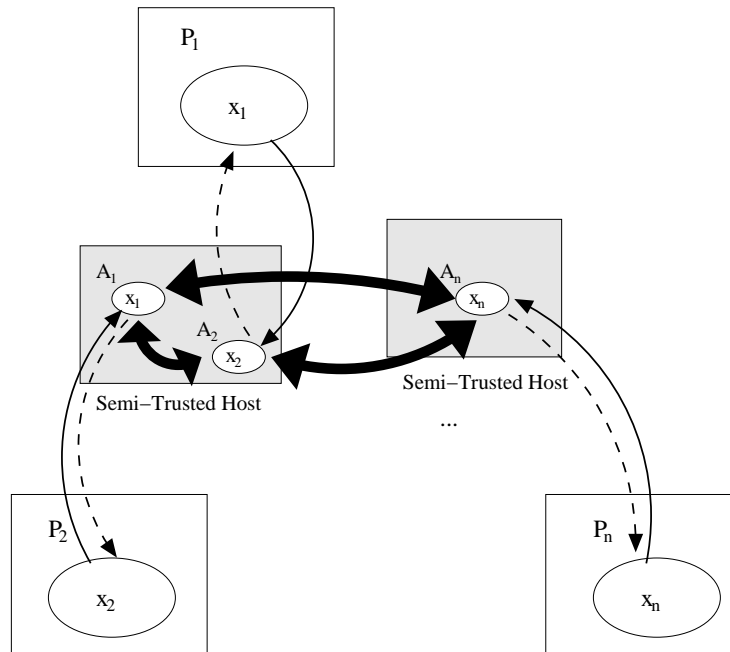 P₁
x₁
A₁
x₁
A₂
x₂
Aₙ
xₙ
Semi−Trusted Host
Semi−Trusted Host
...
P₂
x₂
Pₙ
xₙ